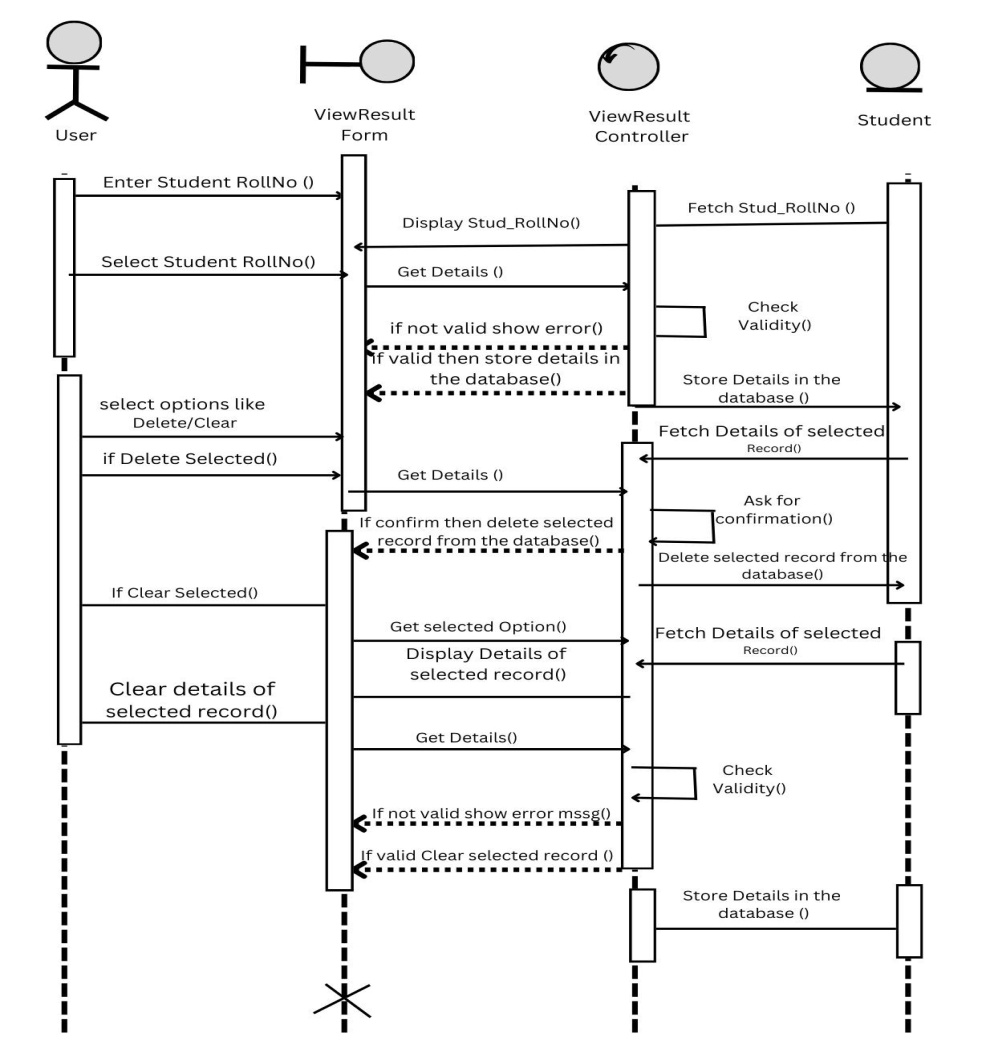 User
ViewResult
Form
ViewResult
Controller
Student
Enter Student RollNo ()
Fetch Stud_RollNo ()
Display Stud_RollNo()
Select Student RollNo()
Get Details ()
Check
Validity()
if not valid show error()
if valid then store details in
the database()
Store Details in the
database ()
select options like
Delete/Clear
Fetch Details of selected
Record()
if Delete Selected()
Get Details ()
Ask for
confirmation()
If confirm then delete selected
record from the database()
Delete selected record from the
database()
If Clear Selected()
Get selected Option()
Fetch Details of selected
Record()
Display Details of
selected record()
Clear details of
selected record()
Get Details()
Check
Validity()
If not valid show error mssg()
If valid Clear selected record ()
Store Details in the
database ()